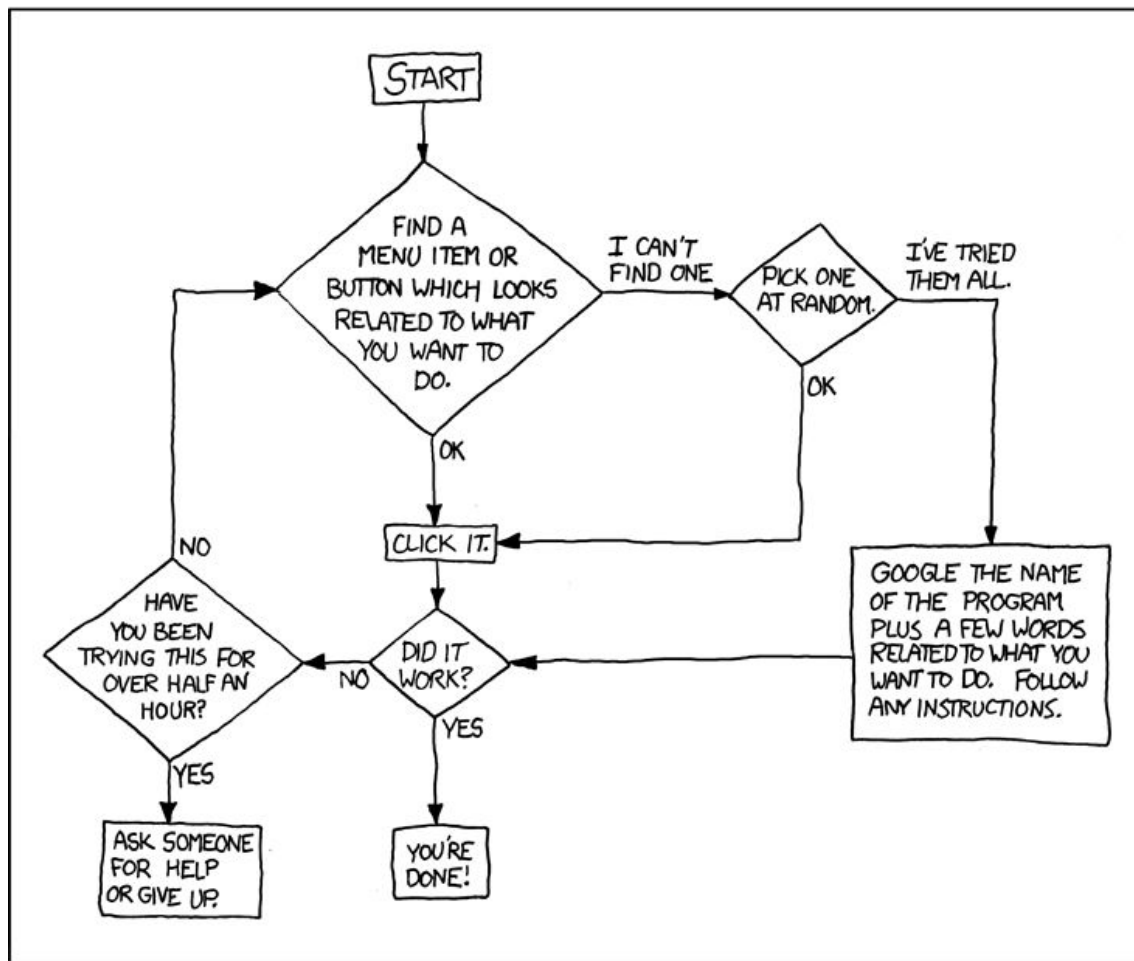 START
FIND A
MENU ITEM OR
BUTTON WHICH LOOKS
RELATED TO WHAT
YOU WANT TO
DO.
I CAN'T
FIND ONE
PICK ONE
AT RANDOM.
I'VE TRIED
THEM ALL.
OK
OK
CLICK IT.
NO
GOOGLE THE NAME
OF THE PROGRAM
PLUS A FEW WORDS
RELATED TO WHAT YOU
WANT TO DO. FOLLOW
ANY INSTRUCTIONS.
HAVE
YOU BEEN
TRYING THIS FOR
OVER HALF AN
HOUR?
NO
DID IT
WORK?
YES
YES
ASK SOMEONE
FOR HELP
OR GIVE UP.
YOU'RE
DONE!